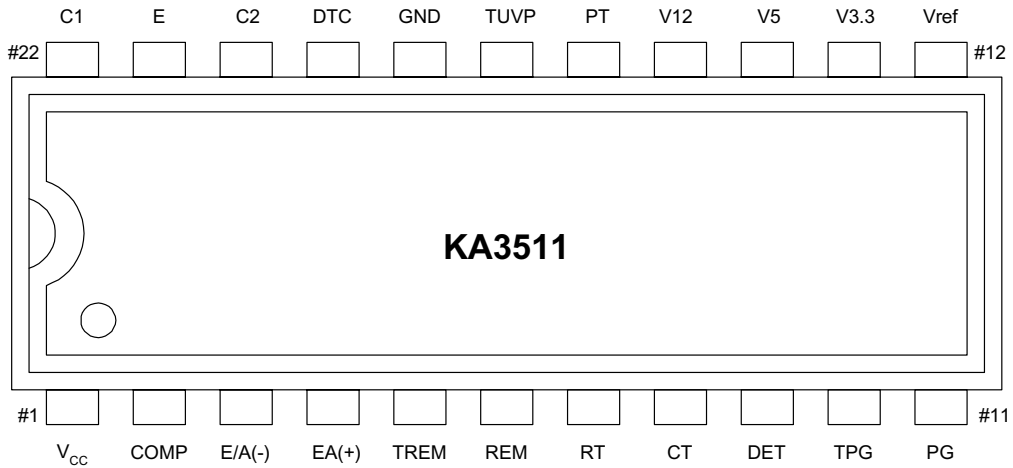 C1 E C2 DTC GND TUVP PT V12 V5 V3.3 Vref
#22 #12
KA3511
#1 #11
VCC COMP E/A(-) EA(+) TREM REM RT CT DET TPG PG